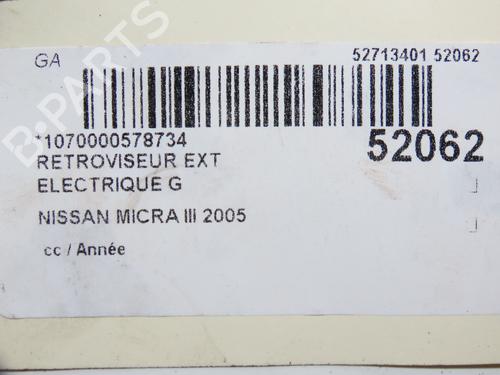 GA 52713401 52062
*1070000578734 52062
RETROVISEUR EXT
ELECTRIQUE G
NISSAN MICRA III 2005
cc / Année
B-PARTS